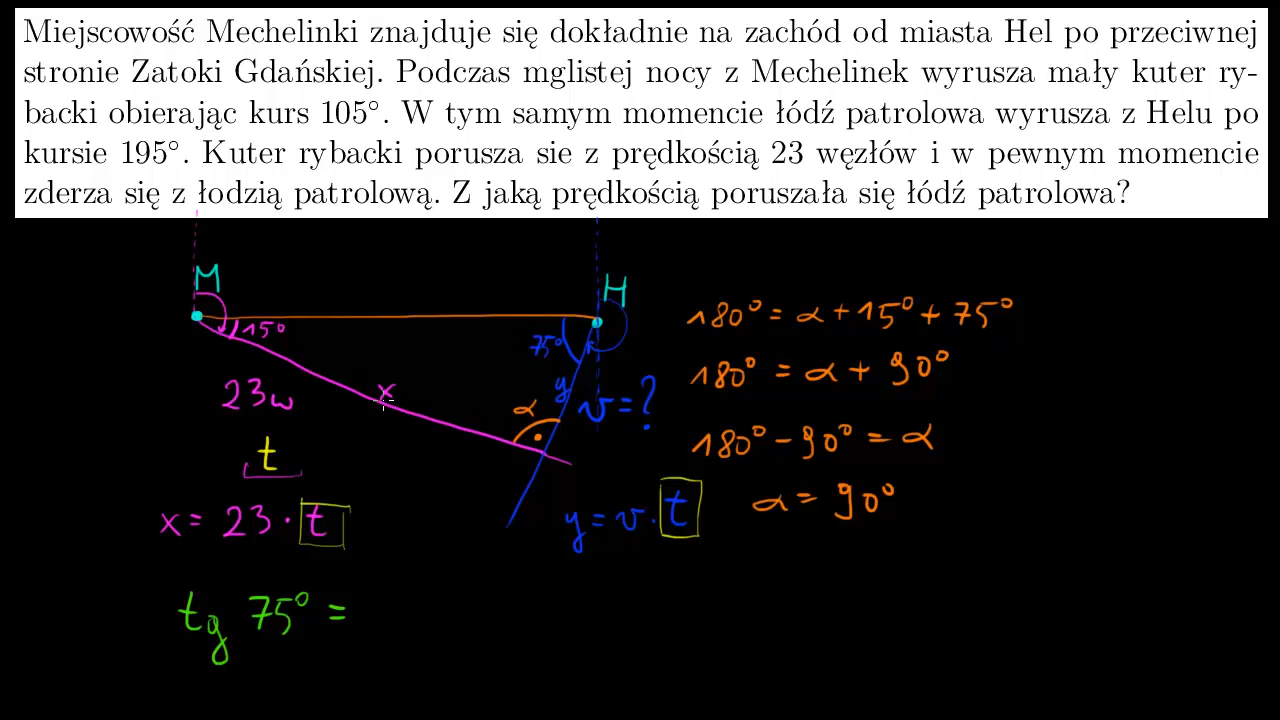 Miejscowość Mechelinki znajduje się dokładnie na zachód od miasta Hel po przeciwnej
stronie Zatoki Gdańskiej. Podczas mglistej nocy z Mechelinek wyrusza mały kuter ry-
backi obierając kurs 105°. W tym samym momencie łódź patrolowa wyrusza z Helu po
kursie 195°. Kuter rybacki porusza sie z prędkością 23 węzłów i w pewnym momencie
zderza się z łodzią patrolową. Z jaką prędkością poruszała się łódź patrolowa?
M
H
15°
75°
180° = α + 15° + 75°
180° = α + 90°
x
y
23w
α
v = ?
180° - 90° = α
t
α = 90°
x = 23 · t
y = v · t
tg 75° =